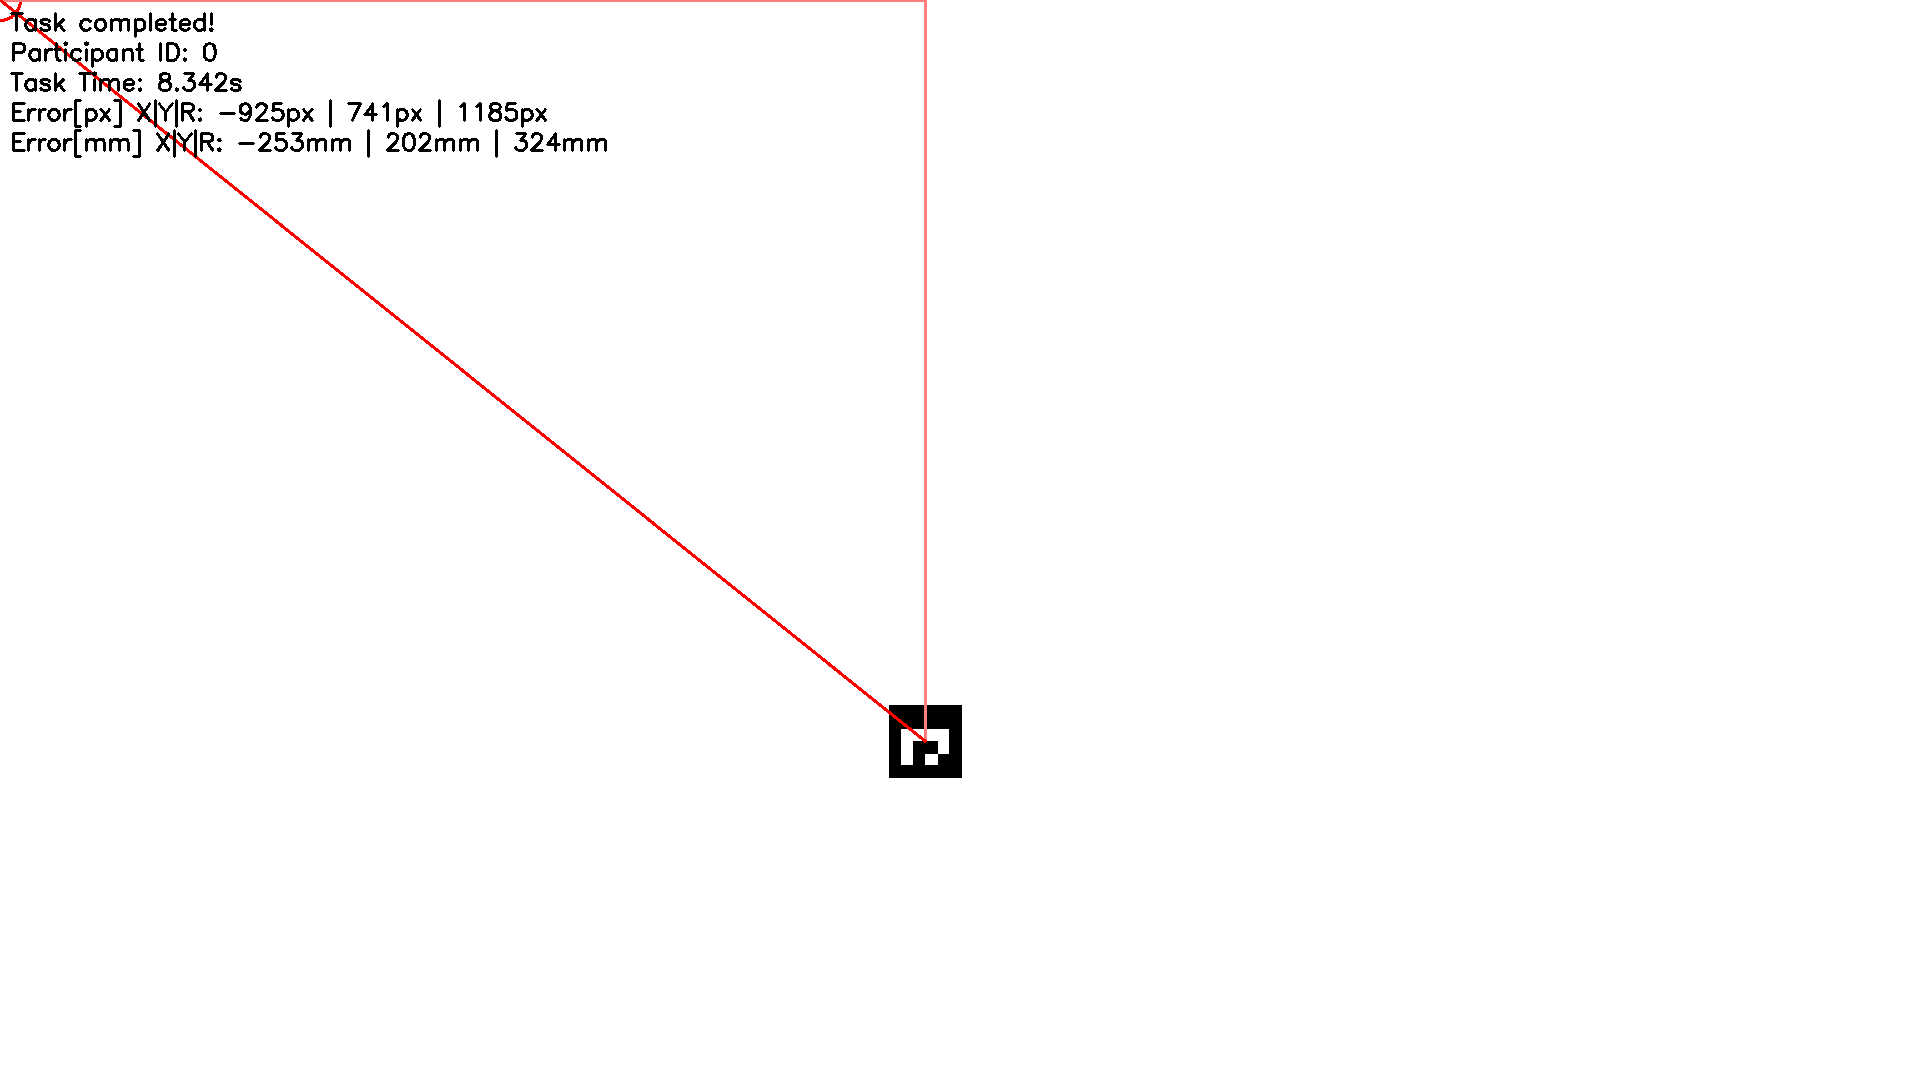 Task completed!
Participant ID: 0
Task Time: 8.342s
Error[px] X|Y|R: -925px | 741px | 1185px
Error[mm] X|Y|R: -253mm | 202mm | 324mm